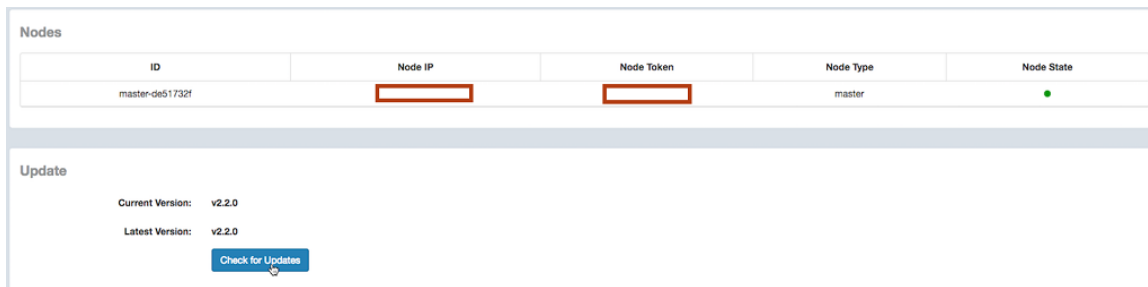 Nodes
ID Node IP Node Token Node Type Node State
master-de51732f master
Update
Current Version: v2.2.0
Latest Version: v2.2.0
Check for Updates